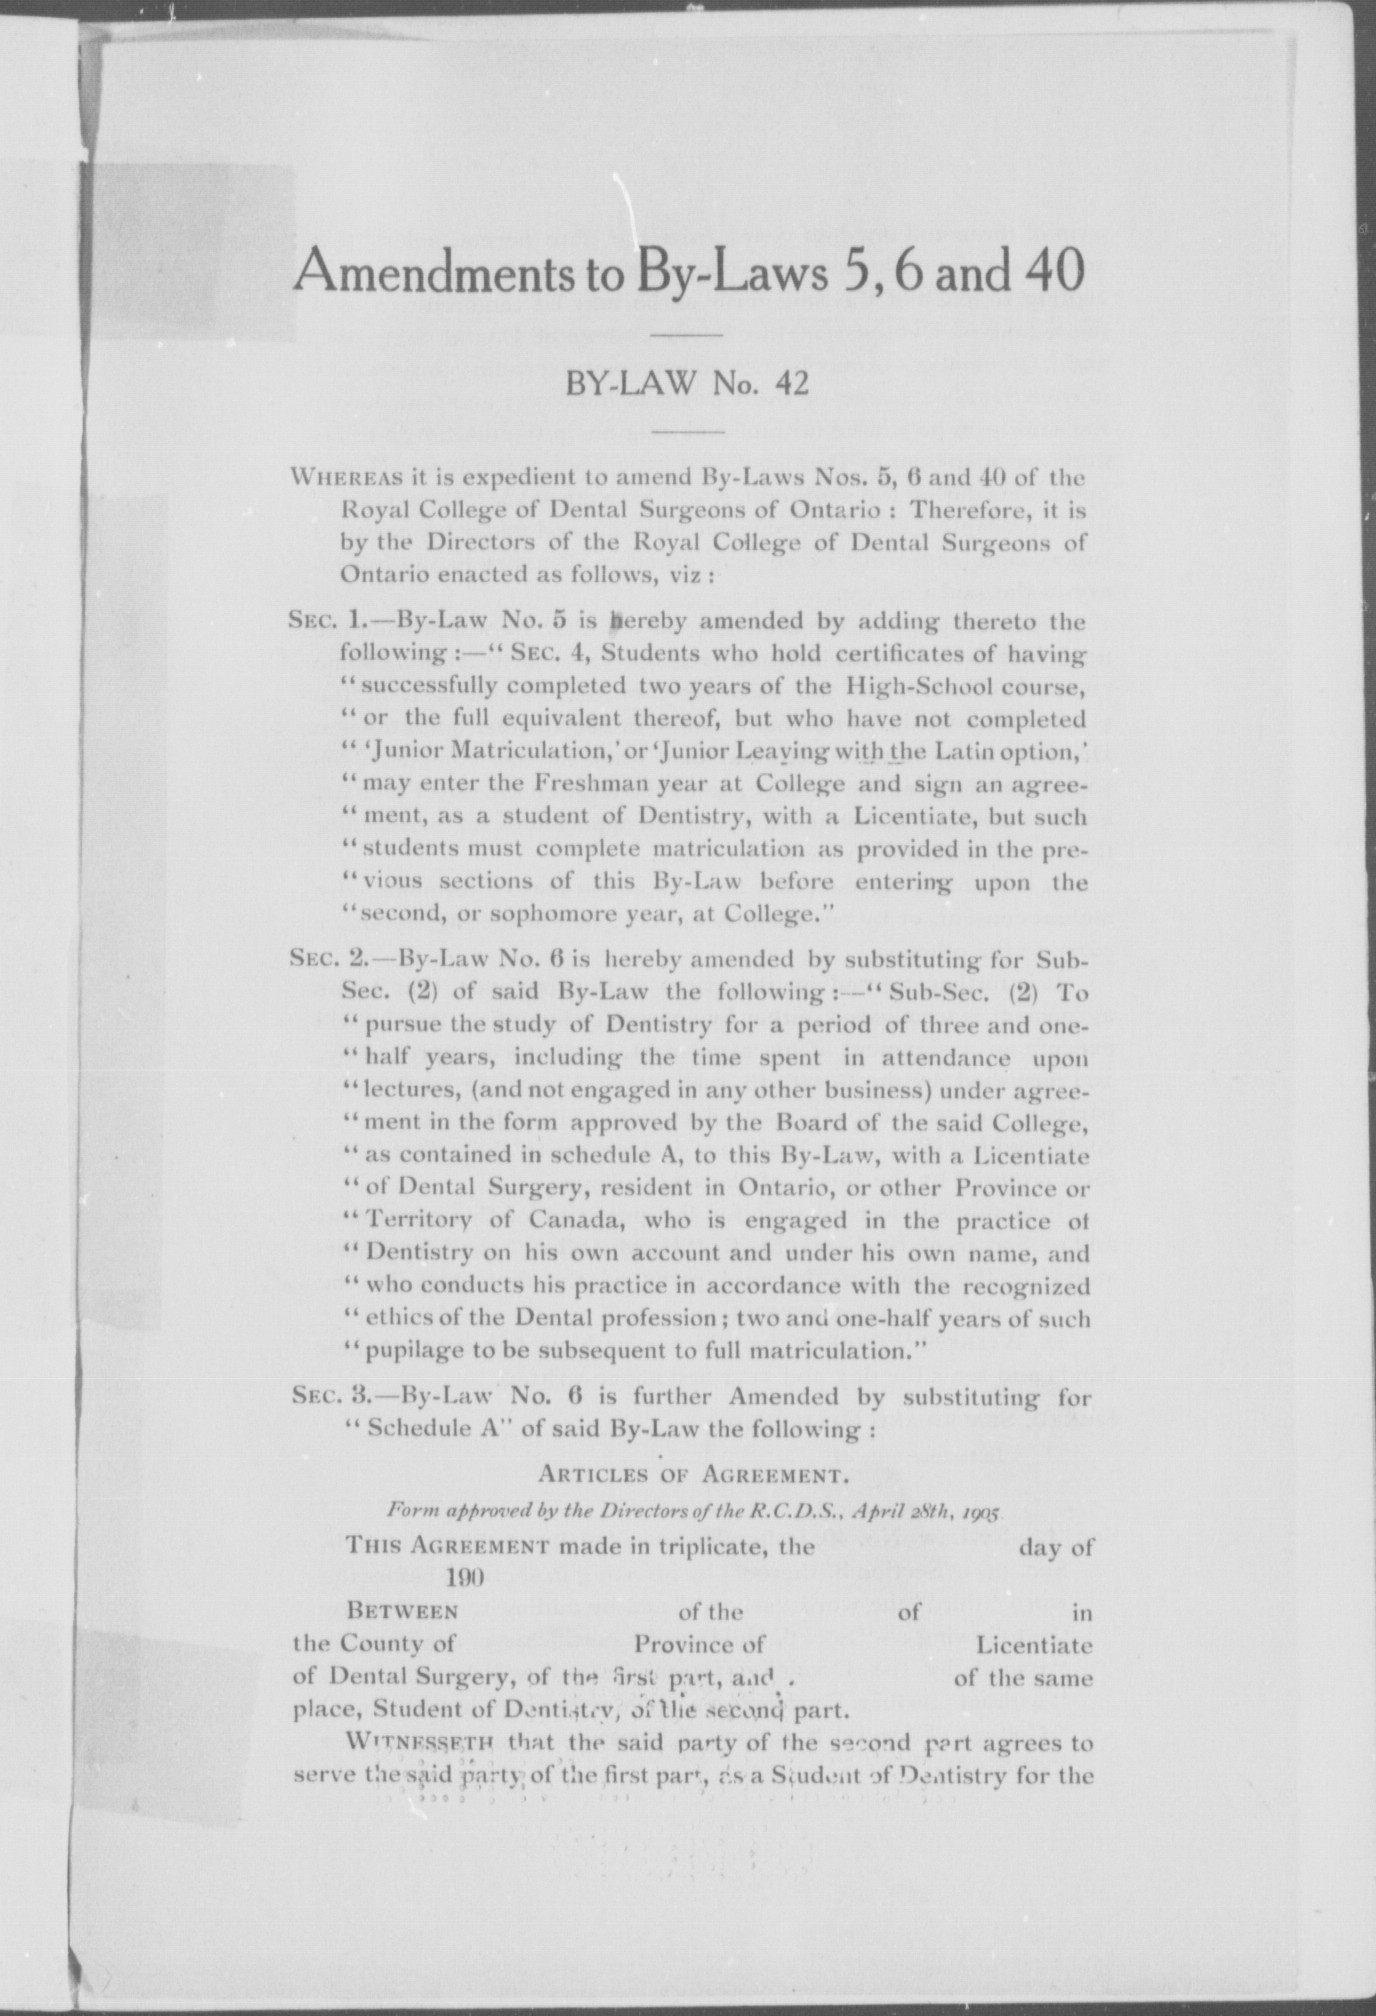 Amendments to By-Laws 5, 6 and 40
BY-LAW No. 42
WHEREAS it is expedient to amend By-Laws Nos. 5, 6 and 40 of the
Royal College of Dental Surgeons of Ontario : Therefore, it is
by the Directors of the Royal College of Dental Surgeons of
Ontario enacted as follows, viz :
SEC. 1.—By-Law No. 5 is hereby amended by adding thereto the
following :—“ SEC. 4, Students who hold certificates of having
“ successfully completed two years of the High-School course,
“ or the full equivalent thereof, but who have not completed
“ ‘Junior Matriculation,’ or ‘Junior Leaving with the Latin option,’
“ may enter the Freshman year at College and sign an agree-
“ ment, as a student of Dentistry, with a Licentiate, but such
“ students must complete matriculation as provided in the pre-
“ vious sections of this By-Law before entering upon the
“second, or sophomore year, at College.”
SEC. 2.—By-Law No. 6 is hereby amended by substituting for Sub-
Sec. (2) of said By-Law the following :—“ Sub-Sec. (2) To
“ pursue the study of Dentistry for a period of three and one-
“ half years, including the time spent in attendance upon
“ lectures, (and not engaged in any other business) under agree-
“ ment in the form approved by the Board of the said College,
“ as contained in schedule A, to this By-Law, with a Licentiate
“ of Dental Surgery, resident in Ontario, or other Province or
“ Territory of Canada, who is engaged in the practice of
“ Dentistry on his own account and under his own name, and
“ who conducts his practice in accordance with the recognized
“ ethics of the Dental profession ; two and one-half years of such
“ pupilage to be subsequent to full matriculation.”
SEC. 3.—By-Law No. 6 is further Amended by substituting for
“ Schedule A” of said By-Law the following :
ARTICLES OF AGREEMENT.
Form approved by the Directors of the R.C.D.S., April 28th, 1905.
THIS AGREEMENT made in triplicate, the day of
190
BETWEEN of the of in
the County of Province of Licentiate
of Dental Surgery, of the first part, and of the same
place, Student of Dentistry, of the second part.
WITNESSETH that the said party of the second part agrees to
serve the said party of the first part, as a Student of Dentistry for the